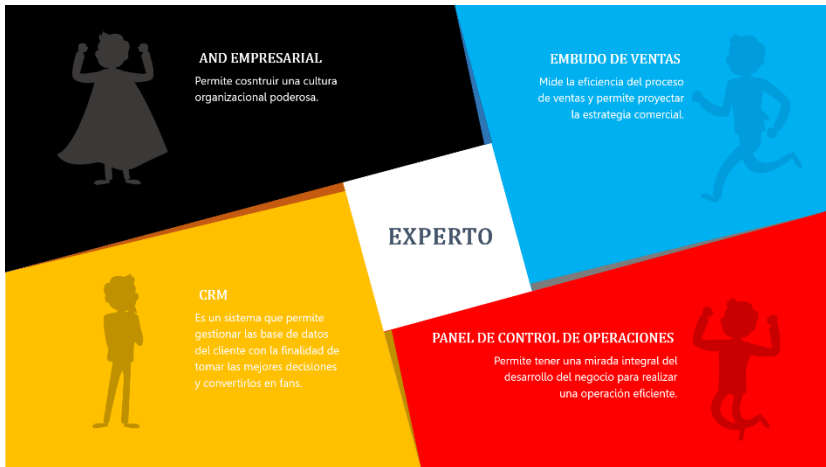 AND EMPRESARIAL
Permite cosntruir una cultura
organizacional poderosa.
EMBUDO DE VENTAS
Mide la eficiencia del proceso
de ventas y permite proyectar
la estrategia comercial.
EXPERTO
CRM
Es un sistema que permite
gestionar las base de datos
del cliente con la finalidad de
tomar las mejores decisiones
y convertirlos en fans.
PANEL DE CONTROL DE OPERACIONES
Permite tener una mirada integral del
desarrollo del negocio para realizar
una operación eficiente.